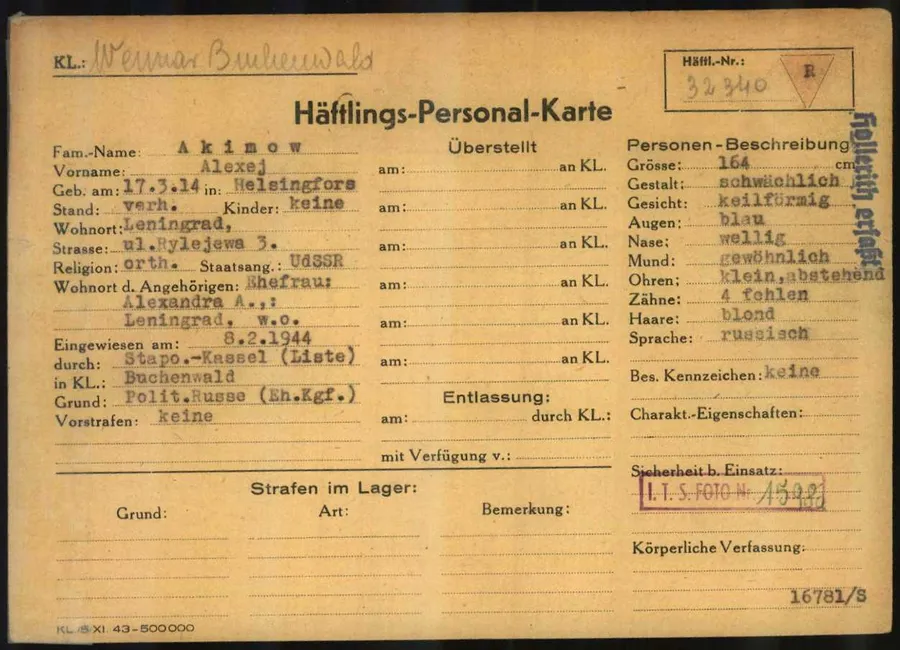 KL.: Weimar Buchenwald
Häftl.-Nr.:
32 340
R
Häftlings-Personal-Karte
Fam.-Name: Akimow
Vorname: Alexej
Geb. am: 17.3.14 in: Helsingfors
Stand: verh. Kinder: keine
Wohnort: Leningrad,
Strasse: ul.Rylejewa 3.
Religion: orth. Staatsang.: UdSSR
Wohnort d. Angehörigen: Ehefrau:
Alexandra A.,:
Leningrad, w.o.
Eingewiesen am: 8.2.1944
durch: Stapo.-Kassel (Liste)
in KL.: Buchenwald
Grund: Polit.Russe (Eh.Kgf.)
Vorstrafen: keine
Überstellt
am: an KL.
am: an KL.
am: an KL.
am: an KL.
am: an KL.
am: an KL.
Entlassung:
am: durch KL.:
mit Verfügung v.:
Personen-Beschreibung
Grösse: 164 cm
Gestalt: schwächlich
Gesicht: keilförmig
Augen: blau
Nase: wellig
Mund: gewöhnlich
Ohren: klein,abstehend
Zähne: 4 fehlen
Haare: blond
Sprache: russisch
Bes. Kennzeichen: keine
Charakt.-Eigenschaften:
Sicherheit b. Einsatz:
I.T.S. FOTO Nr
Körperliche Verfassung:
16781/S
Hollerith erfaßt
Strafen im Lager:
Grund: Art: Bemerkung:
KL/5 XI. 43-500000